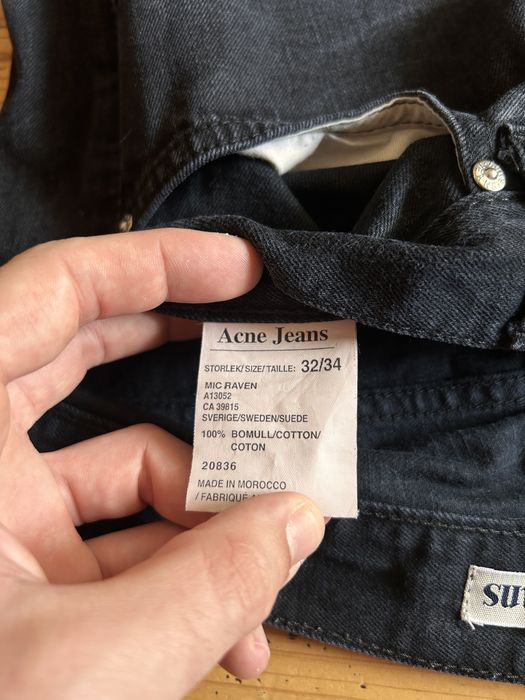 Acne Jeans
STORLEK/SIZE/TAILLE: 32/34
MIC RAVEN
A13052
CA 39815
SVERIGE/SWEDEN/SUEDE
100% BOMULL/COTTON/
COTON
20836
MADE IN MOROCCO
/ FABRIQUÉ